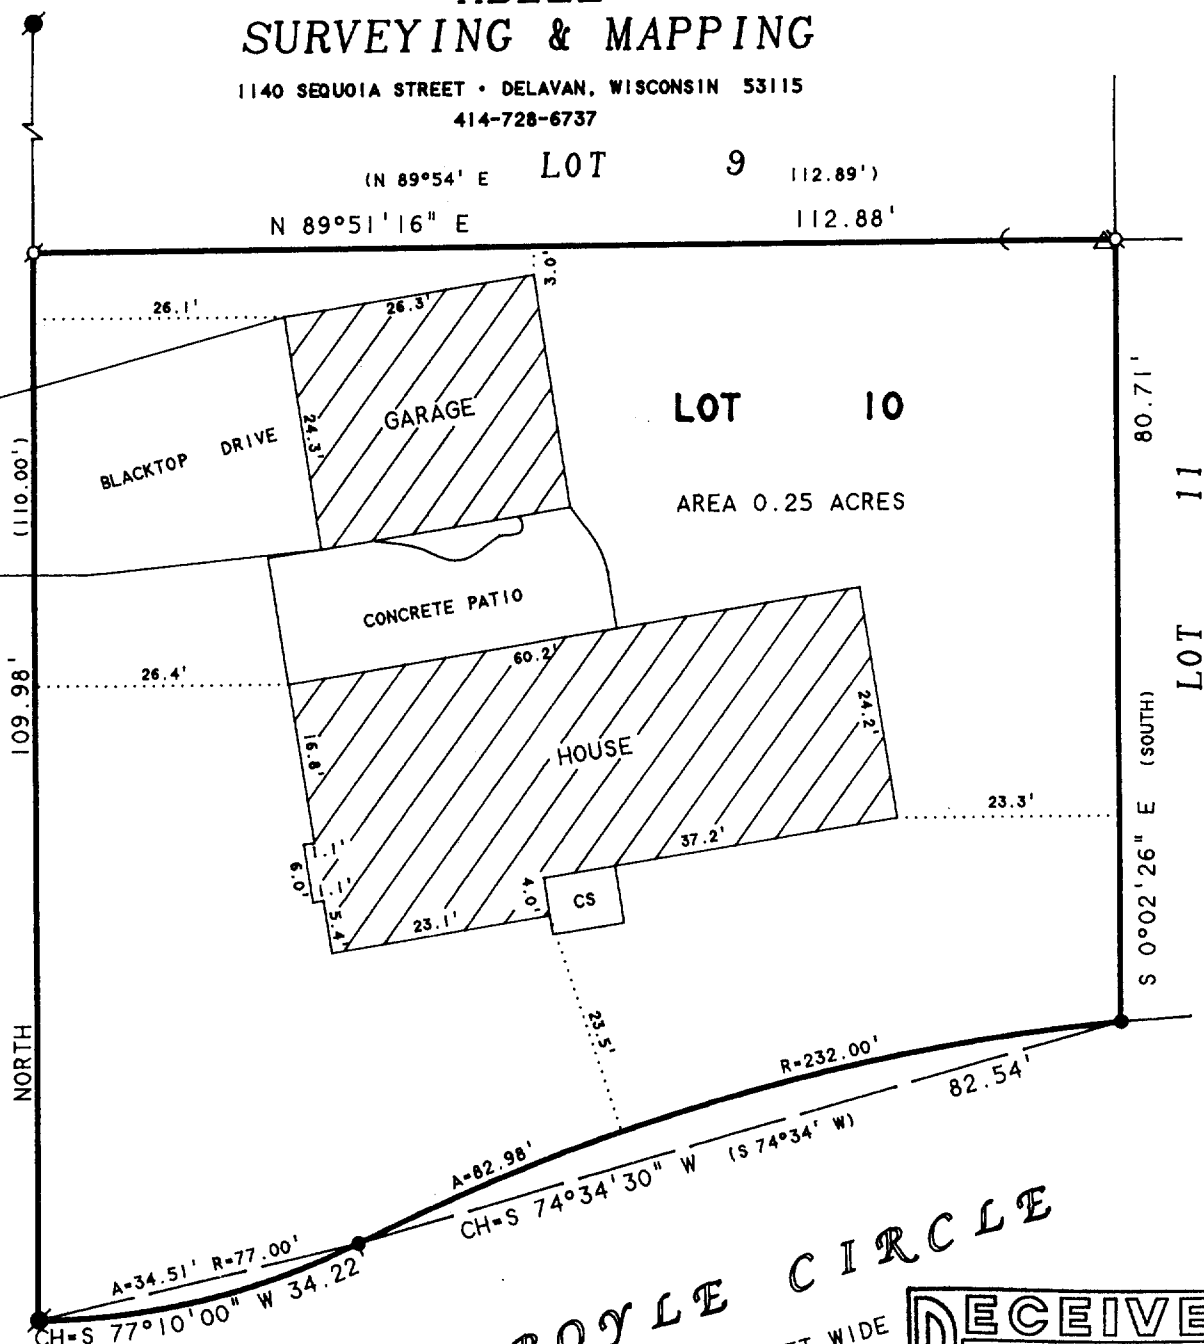 SURVEYING & MAPPING
1140 SEQUOIA STREET • DELAVAN, WISCONSIN 53115
414-728-6737
LOT 9
(N 89°54' E 112.89')
N 89°51'16" E 112.88'
3.0'
26.1'
26.3'
80.71'
LOT 10
GARAGE
24.3'
BLACKTOP DRIVE
(110.00')
LOT 11
AREA 0.25 ACRES
CONCRETE PATIO
60.2'
26.4'
109.98'
24.2'
(SOUTH)
16.8'
HOUSE
23.3'
37.2'
1.1'
6.0'
1.1'
4.0'
CS
5.4'
23.1'
S 0°02'26" E
23.5'
NORTH
R=232.00'
82.54'
A=82.98'
CH=S 74°34'30" W (S 74°34' W)
A=34.51' R=77.00'
CH=S 77°10'00" W 34.22'
CIRCLE
WIDE